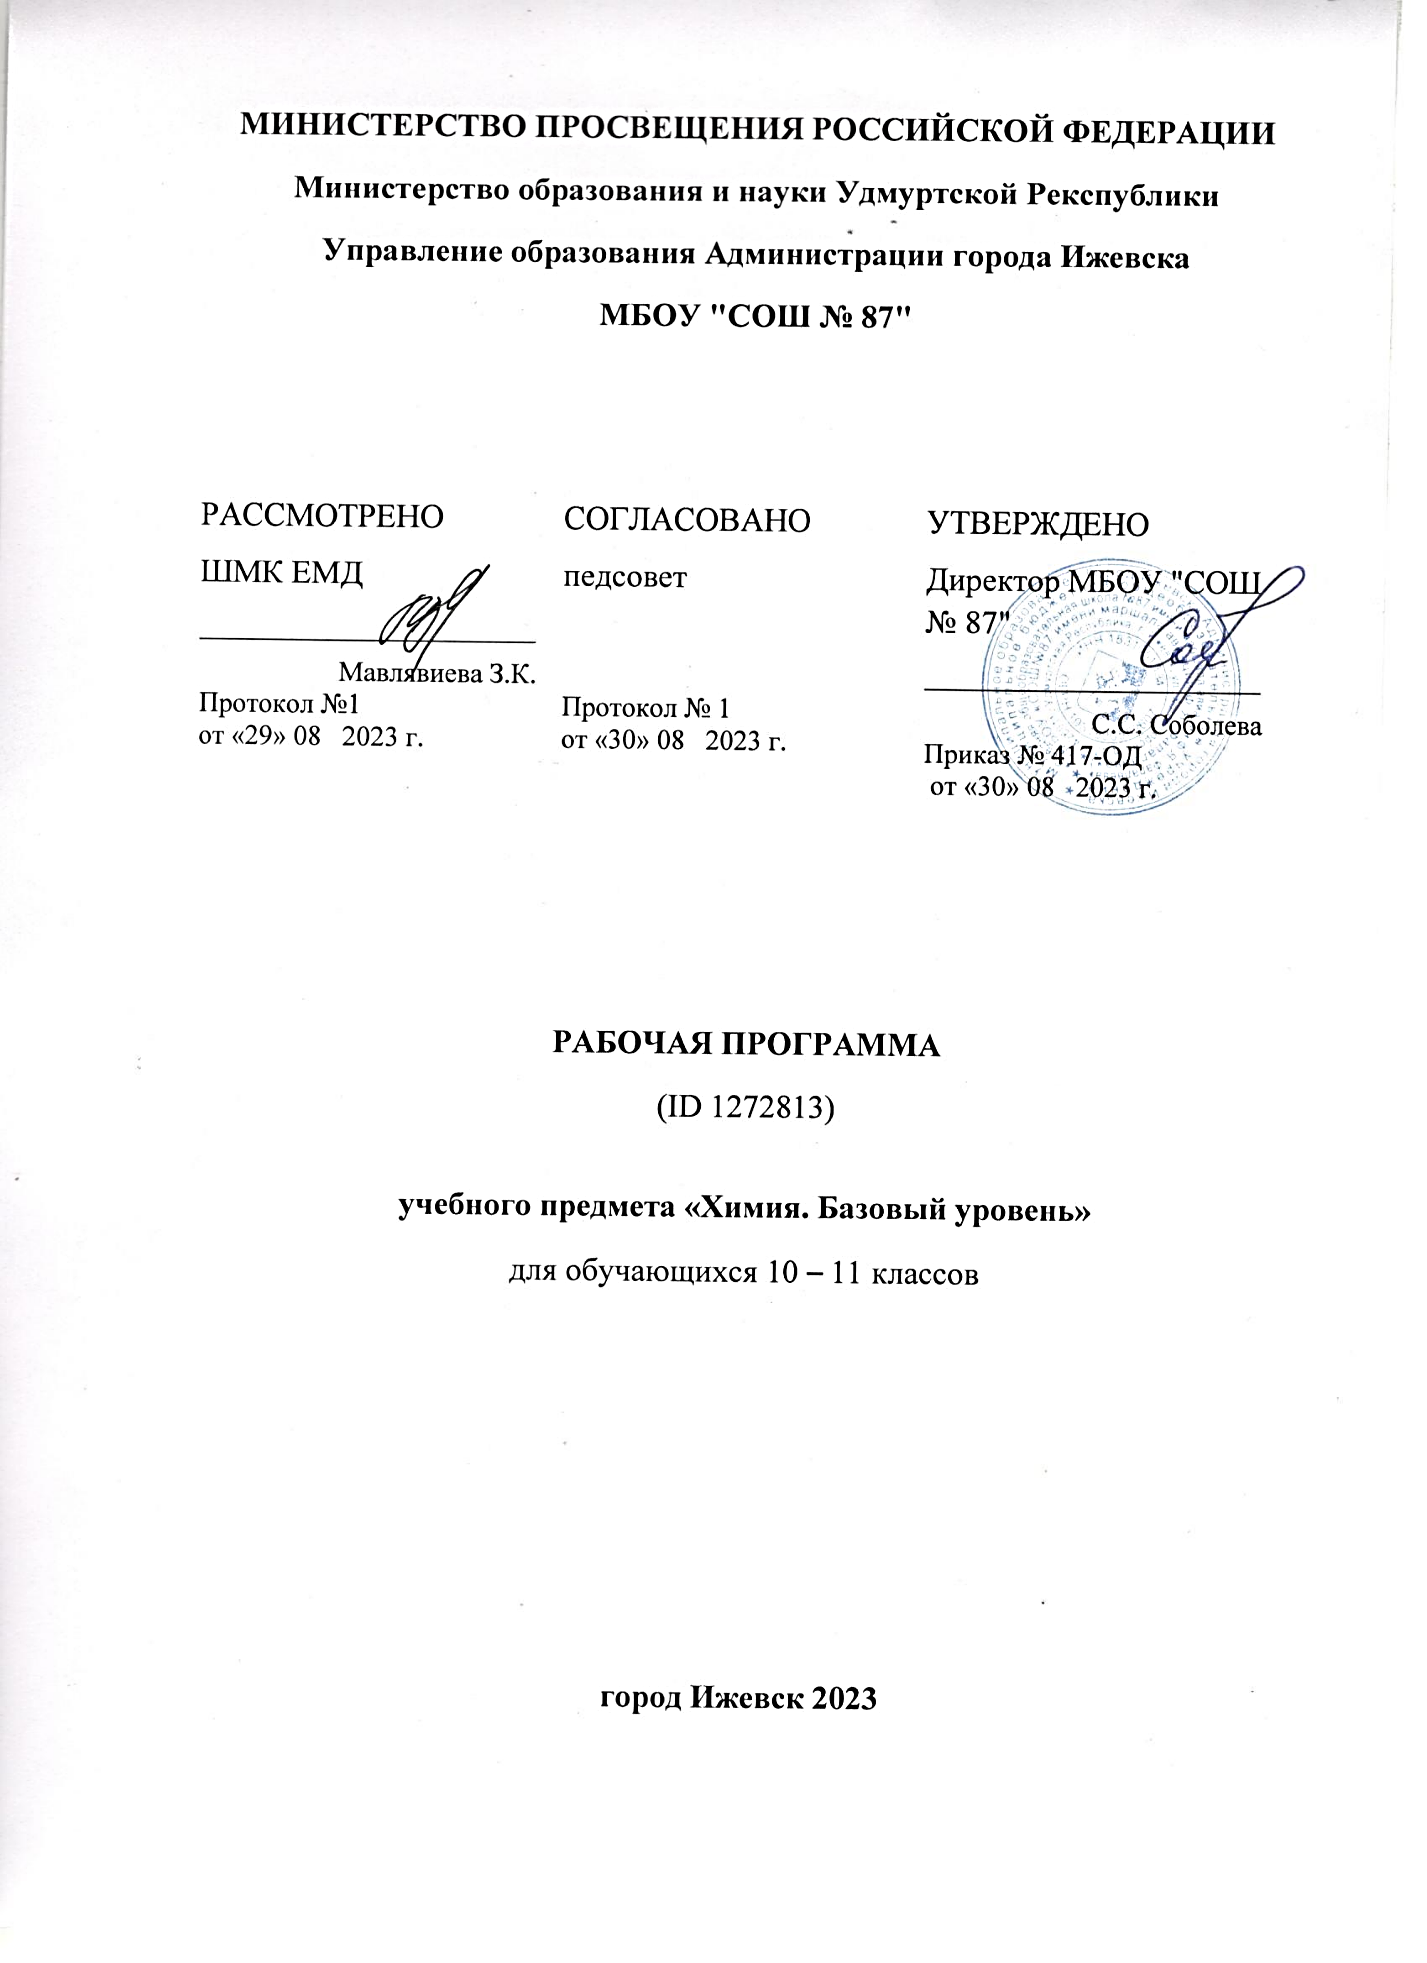 МИНИСТЕРСТВО ПРОСВЕЩЕНИЯ РОССИЙСКОЙ ФЕДЕРАЦИИ
Министерство образования и науки Удмуртской Рекспублики
Управление образования Администрации города Ижевска
МБОУ "СОШ № 87"
РАССМОТРЕНО
ШМК ЕМД
Мавлявиева З.К.
Протокол №1
от «29» 08 2023 г.
СОГЛАСОВАНО
педсовет
Протокол № 1
от «30» 08 2023 г.
УТВЕРЖДЕНО
Директор МБОУ "СОШ
№ 87"
С.С. Соболева
Приказ № 417-ОД
от «30» 08 2023 г.
РАБОЧАЯ ПРОГРАММА
(ID 1272813)
учебного предмета «Химия. Базовый уровень»
для обучающихся 10 – 11 классов
город Ижевск 2023